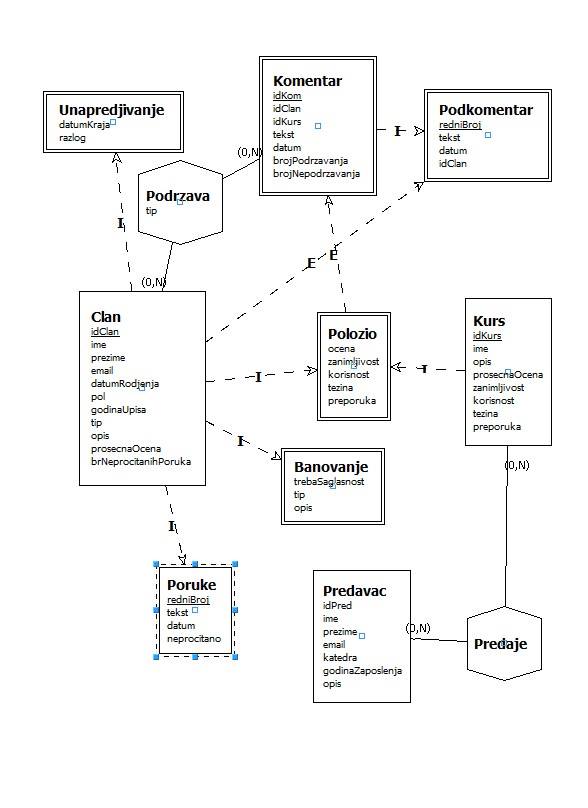 Komentar
idKom
idClan
idKurs
tekst
datum
brojPodrzavanja
brojNepodrzavanja
Unapredjivanje
datumKraja
razlog
Podkomentar
redniBroj
tekst
datum
idClan
I
(0,N)
Podrzava
tip
I
(0,N)
E
E
Clan
idClan
ime
prezime
email
datumRodjenja
pol
godinaUpisa
tip
opis
prosecnaOcena
brNeprocitanihPoruka
I
Polozio
ocena
zanimljivost
korisnost
tezina
preporuka
I
Kurs
idKurs
ime
opis
prosecnaOcena
zanimljivost
korisnost
tezina
preporuka
I
Banovanje
trebaSaglasnost
tip
opis
(0,N)
I
Poruke
redniBroj
tekst
datum
neprocitano
Predavac
idPred
ime
prezime
email
katedra
godinaZaposlenja
opis
(0,N)
Predaje